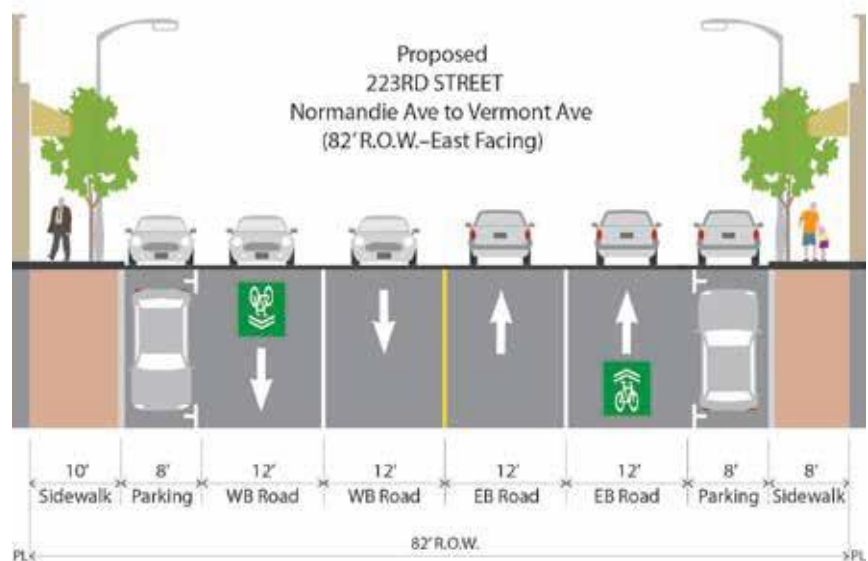 Proposed
223RD STREET
Normandie Ave to Vermont Ave
(82' R.O.W.–East Facing)
10' 8' 12' 12' 12' 12' 8' 8'
Sidewalk Parking WB Road WB Road EB Road EB Road Parking Sidewalk
82' R.O.W.
PL PL